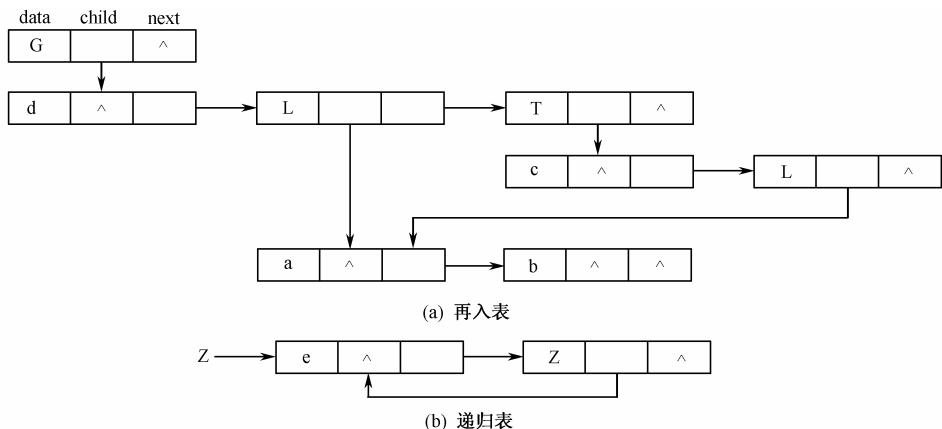 data child next
G ^
d ^ L T ^
c ^ L ^
a ^ b ^ ^
(a) 再入表
Z e ^ Z ^
(b) 递归表